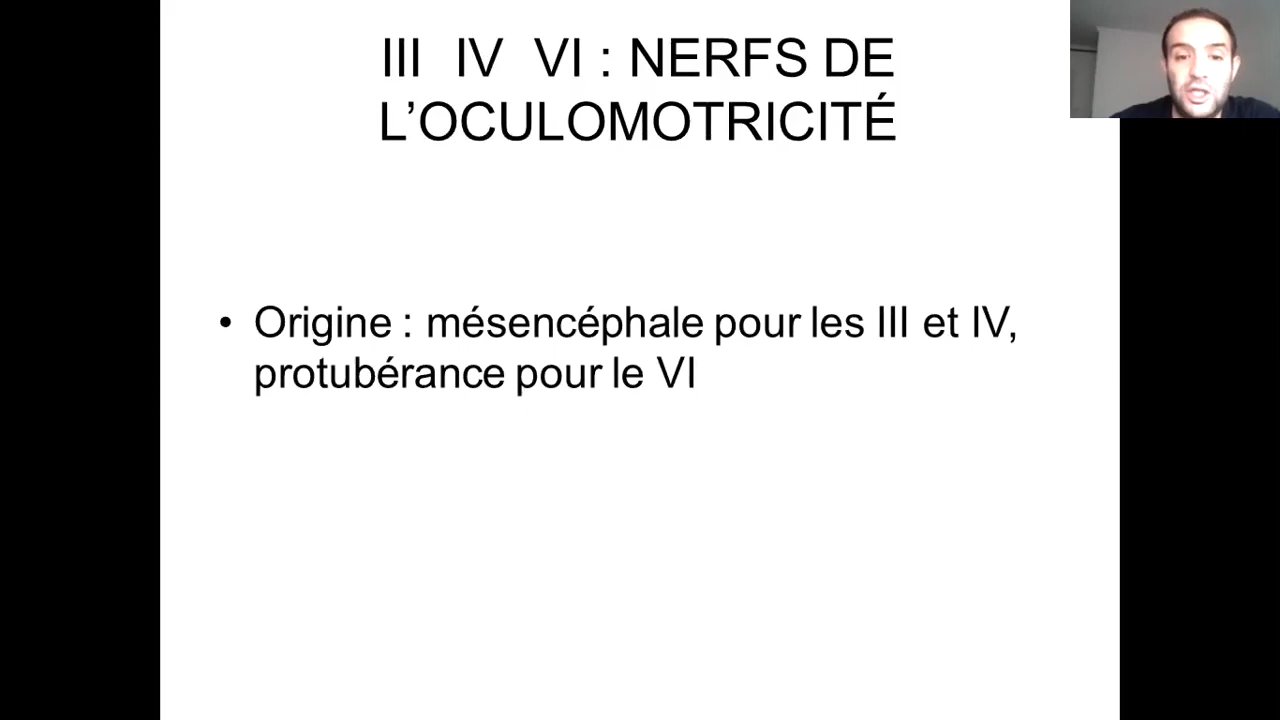 III IV VI : NERFS DE
L’OCULOMOTRICITÉ
• Origine : mésencéphale pour les III et IV,
protubérance pour le VI